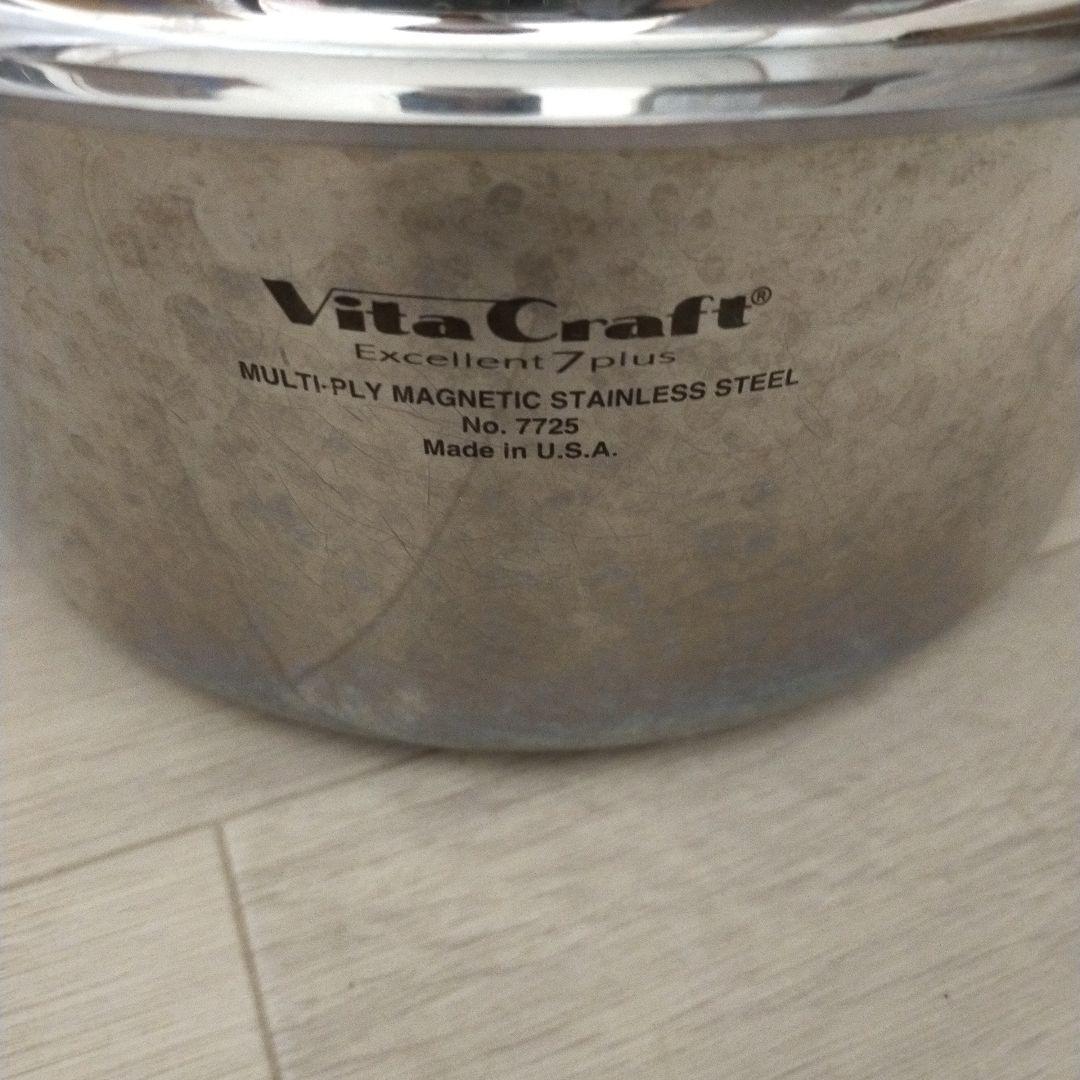 Vita Craft®
Excellent 7 plus
MULTI-PLY MAGNETIC STAINLESS STEEL
No. 7725
Made in U.S.A.